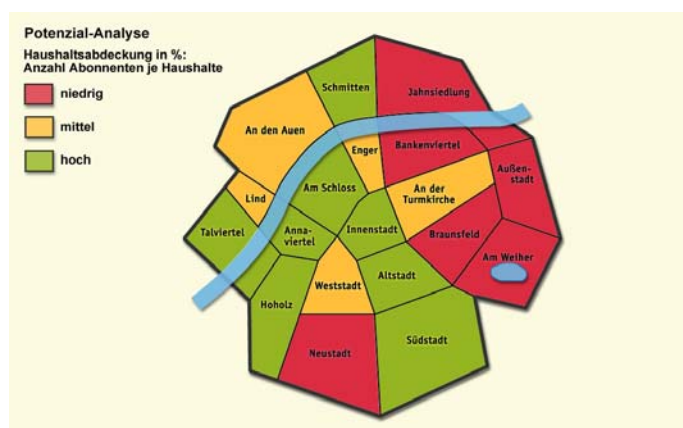 Potenzial-Analyse
Haushaltsabdeckung in %:
Anzahl Abonnenten je Haushalte
niedrig
mittel
hoch
Schmitten
Jahnsiedlung
An den Auen
Enger
Bankenviertel
Außen-
stadt
Am Schloss
An der
Turmkirche
Lind
Talviertel
Anna-
viertel
Innenstadt
Braunsfeld
Am Weiher
Altstadt
Weststadt
Hoholz
Südstadt
Neustadt